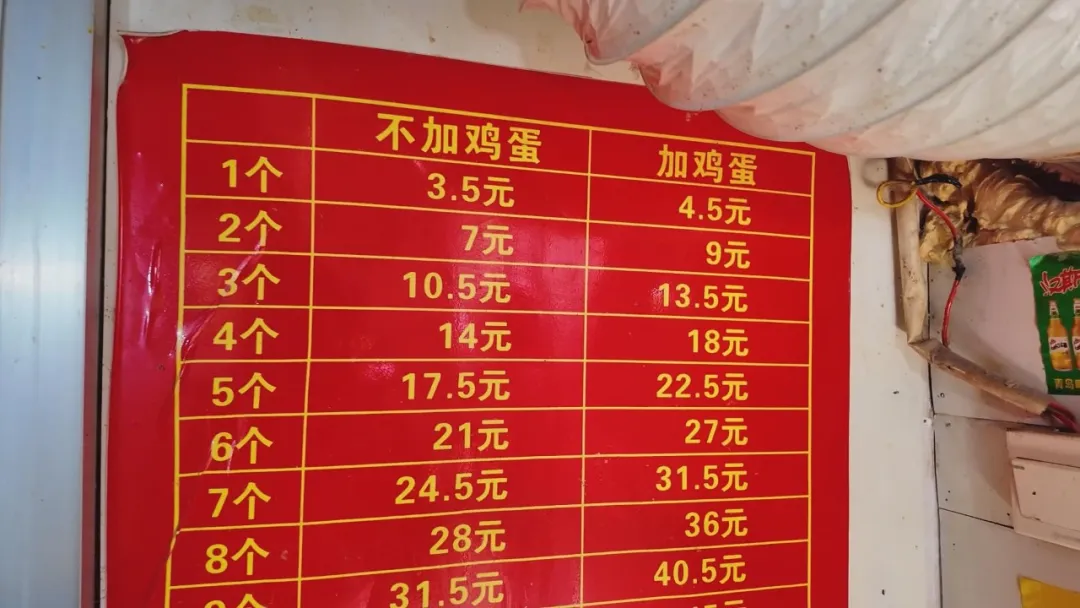 不加鸡蛋 加鸡蛋
1个 3.5元 4.5元
2个 7元 9元
3个 10.5元 13.5元
4个 14元 18元
5个 17.5元 22.5元
6个 21元 27元
7个 24.5元 31.5元
8个 28元 36元
31.5元 40.5元
青岛